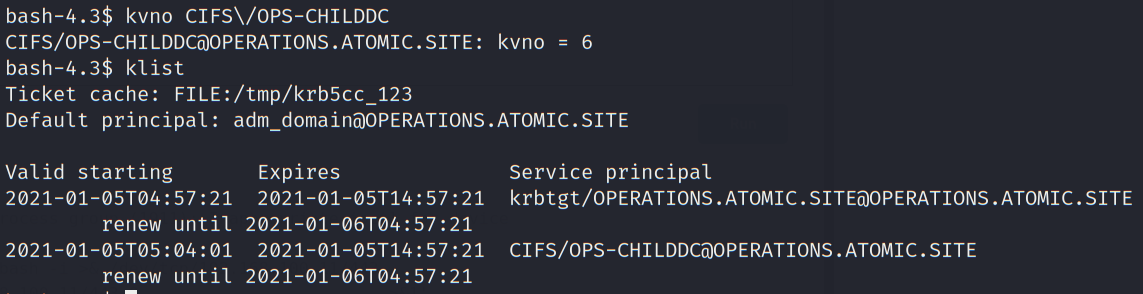 bash-4.3$ kvno CIFS\/OPS-CHILDDC
CIFS/OPS-CHILDDC@OPERATIONS.ATOMIC.SITE: kvno = 6
bash-4.3$ klist
Ticket cache: FILE:/tmp/krb5cc_123
Default principal: adm_domain@OPERATIONS.ATOMIC.SITE

Valid starting       Expires              Service principal
2021-01-05T04:57:21  2021-01-05T14:57:21  krbtgt/OPERATIONS.ATOMIC.SITE@OPERATIONS.ATOMIC.SITE
        renew until 2021-01-06T04:57:21
2021-01-05T05:04:01  2021-01-05T14:57:21  CIFS/OPS-CHILDDC@OPERATIONS.ATOMIC.SITE
        renew until 2021-01-06T04:57:21